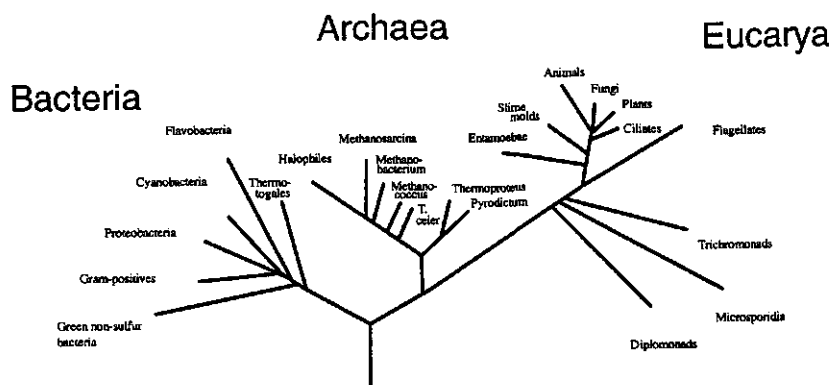 Archaea
Eucarya
Bacteria
Animals
Fungi
Plants
Slime
molds
Ciliates
Flagellates
Entamoebae
Flavobacteria
Methanosarcina
Halophiles
Methano-
bacterium
Cyanobacteria
Thermo-
togales
Methano-
coccus
Thermoproteus
Pyrodictum
T.
celer
Proteobacteria
Trichromonads
Gram-positives
Microsporidia
Green non-sulfur
bacteria
Diplomonads